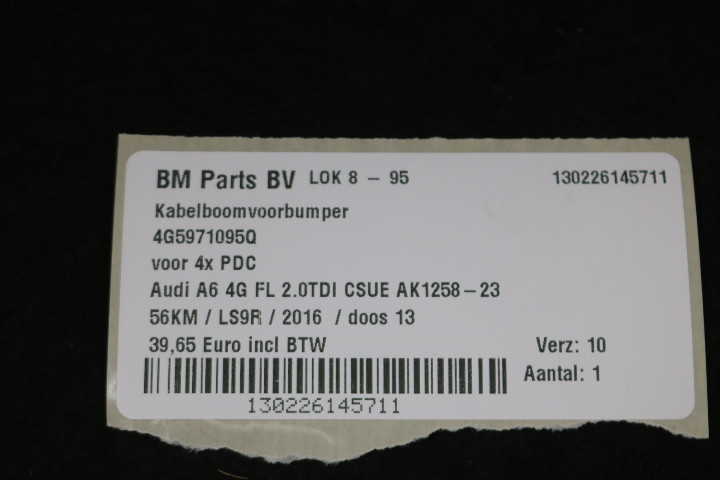 BM Parts BV LOK 8 - 95 130226145711
Kabelboomvoorbumper
4G5971095Q
voor 4x PDC
Audi A6 4G FL 2.0TDI CSUE AK1258-23
56KM / LS9R / 2016 / doos 13
39,65 Euro incl BTW Verz: 10
Aantal: 1
130226145711